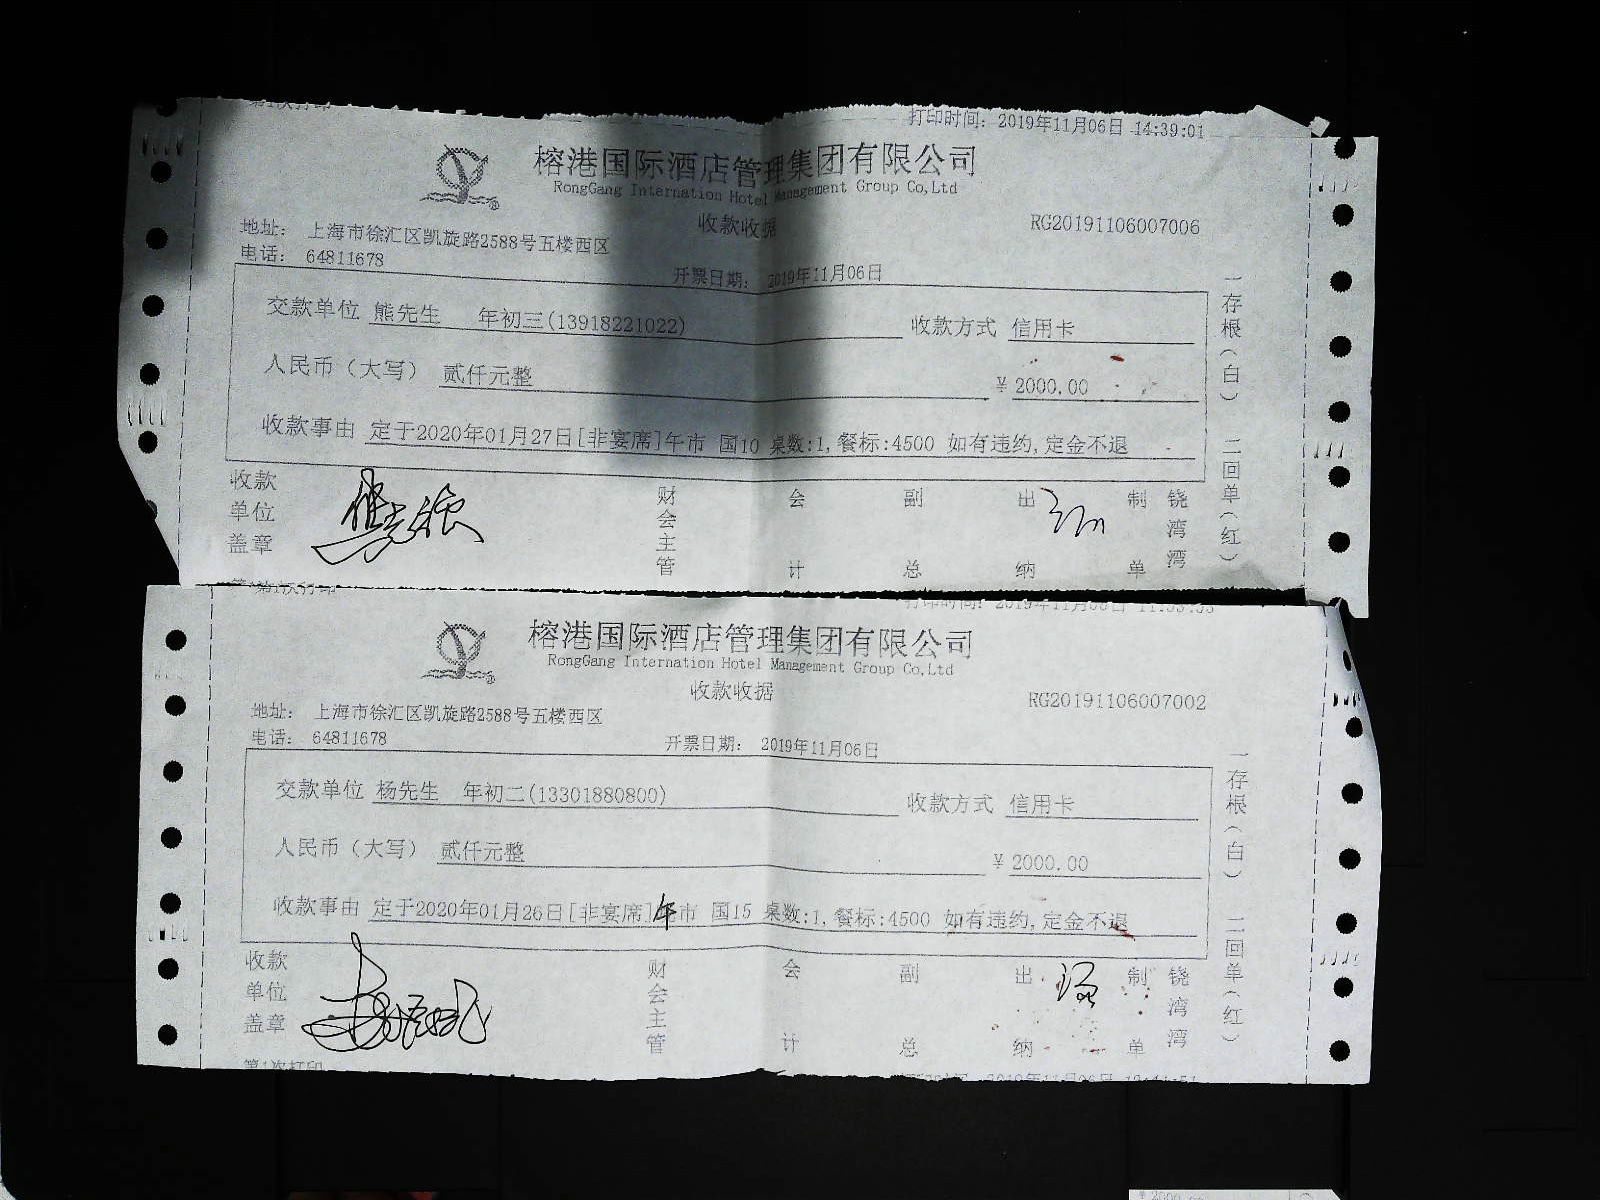 打印时间: 2019年11月06日 14:39:01
榕港国际酒店管理集团有限公司
RongGang Internation Hotel Management Group Co,Ltd
收款收据
RG20191106007006
地址: 上海市徐汇区凯旋路2588号五楼西区
电话: 64811678
开票日期: 2019年11月06日
交款单位 熊先生 年初三(13918221022) 收款方式 信用卡
人民币(大写) 贰仟元整 ¥ 2000.00
收款事由 定于2020年01月27日[非宴席]午市 国10 桌数:1,餐标:4500 如有违约,定金不退
收款单位盖章 财会主管 会计 副总 出纳 制单 铙湾湾
一存根(白) 二回单(红)
第1次打印
榕港国际酒店管理集团有限公司
RongGang Internation Hotel Management Group Co,Ltd
收款收据
RG20191106007002
地址: 上海市徐汇区凯旋路2588号五楼西区
电话: 64811678
开票日期: 2019年11月06日
交款单位 杨先生 年初二(13301880800) 收款方式 信用卡
人民币(大写) 贰仟元整 ¥ 2000.00
收款事由 定于2020年01月26日[非宴席]午市 国15 桌数:1,餐标:4500 如有违约,定金不退
收款单位盖章 财会主管 会计 副总 出纳 制单 铙湾湾
一存根(白) 二回单(红)
第1次打印